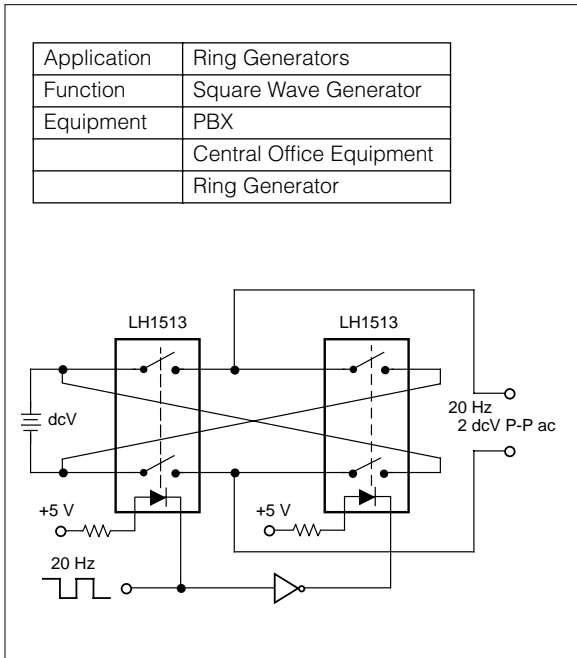 Application Ring Generators
Function Square Wave Generator
Equipment PBX
Central Office Equipment
Ring Generator
LH1513 LH1513
dcV
20 Hz
2 dcV P-P ac
+5 V +5 V
20 Hz